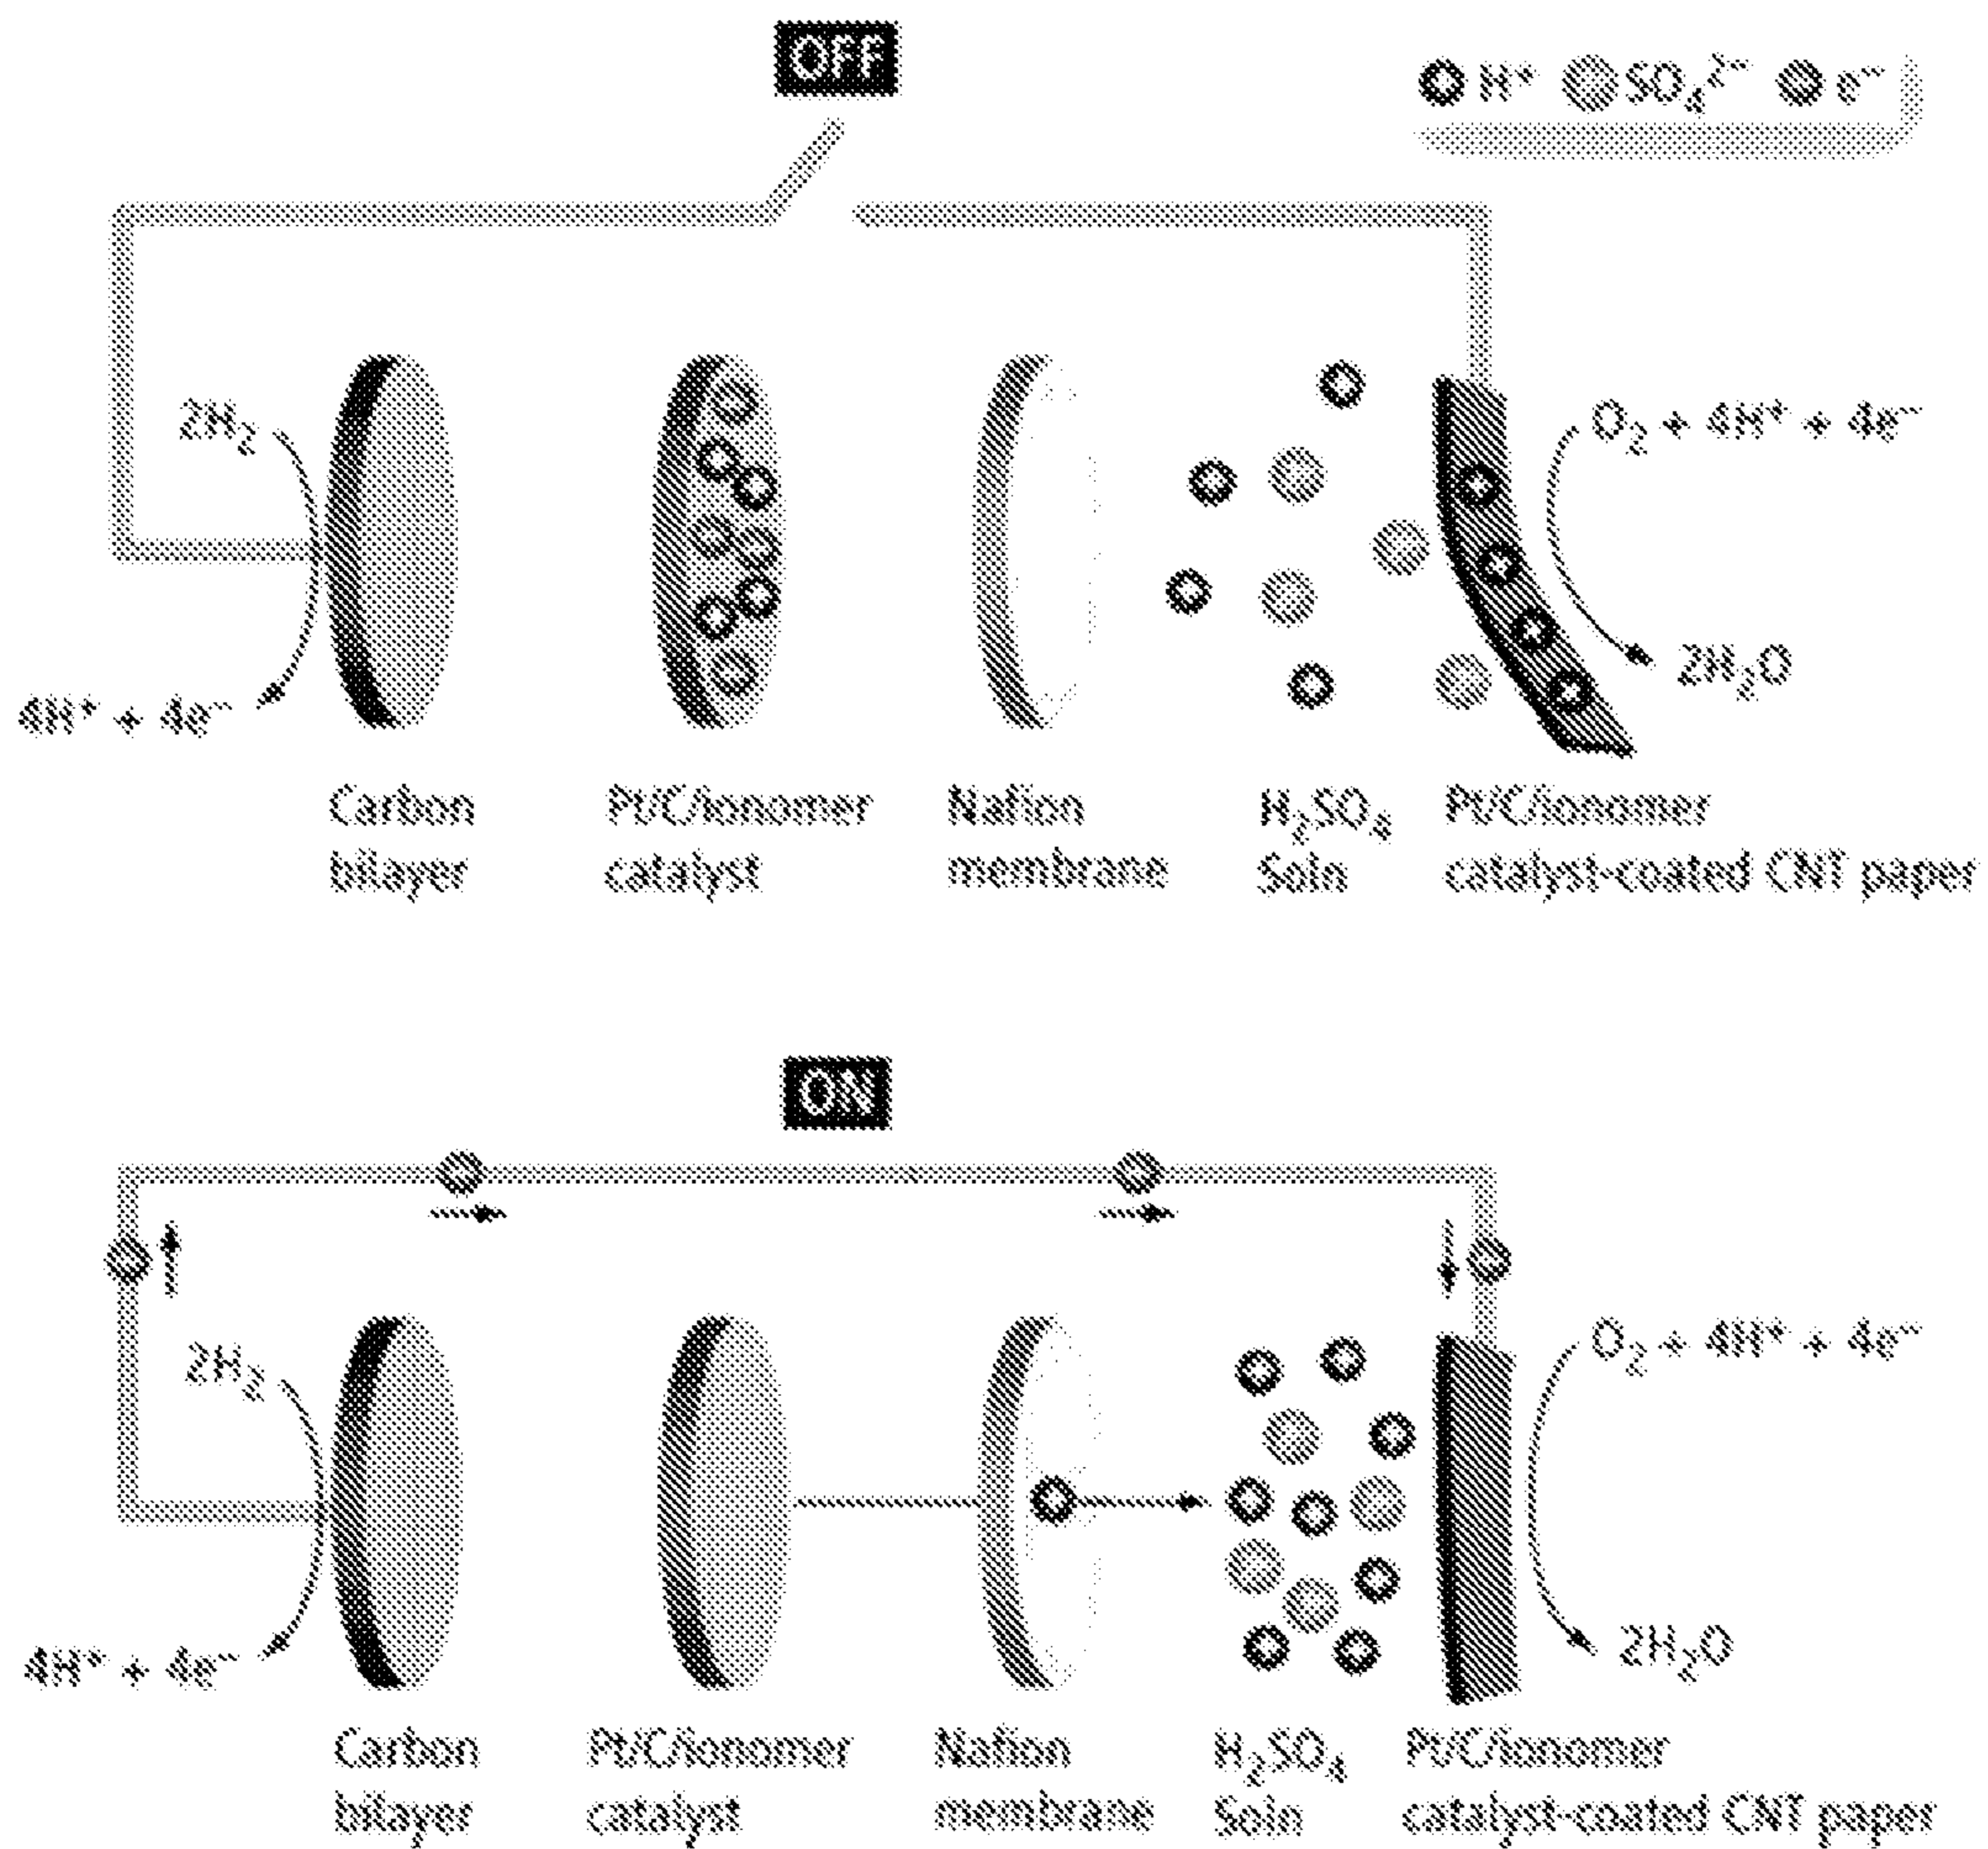 OFF
H⁺ SO₄²⁻ e⁻
2H₂
O₂ + 4H⁺ + 4e⁻
4H⁺ + 4e⁻
2H₂O
Carbon bilayer
Pt/C/ionomer catalyst
Nafion membrane
H₂SO₄ Soln
Pt/C/ionomer catalyst-coated CNT paper
ON
2H₂
O₂ + 4H⁺ + 4e⁻
4H⁺ + 4e⁻
2H₂O
Carbon bilayer
Pt/C/ionomer catalyst
Nafion membrane
H₂SO₄ Soln
Pt/C/ionomer catalyst-coated CNT paper